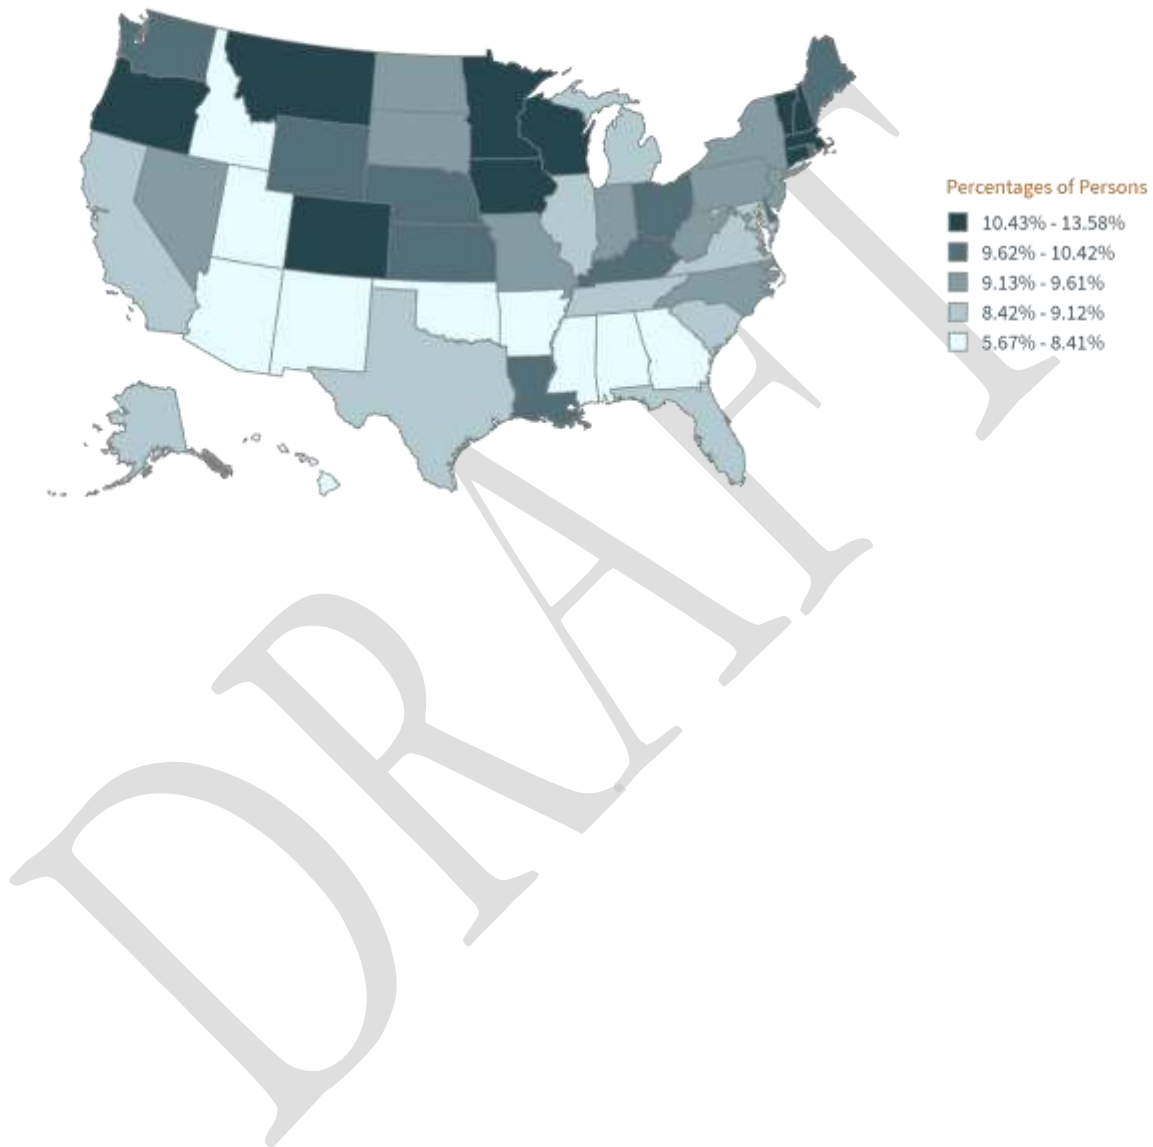 Percentages of Persons
10.43% - 13.58%
9.62% - 10.42%
9.13% - 9.61%
8.42% - 9.12%
5.67% - 8.41%
DRAFT